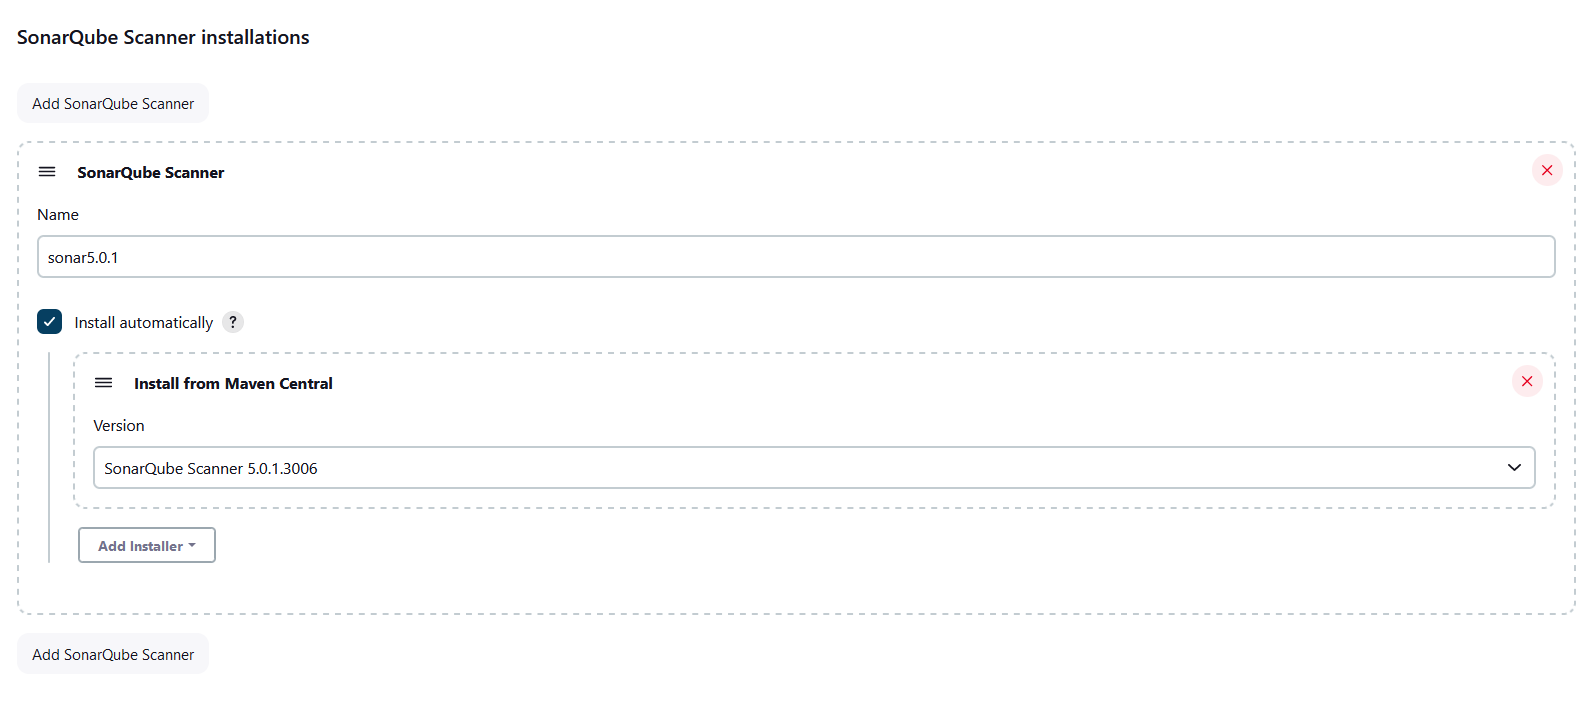 SonarQube Scanner installations
Add SonarQube Scanner
SonarQube Scanner
Name
sonar5.0.1
Install automatically ?
Install from Maven Central
Version
SonarQube Scanner 5.0.1.3006
Add Installer
Add SonarQube Scanner